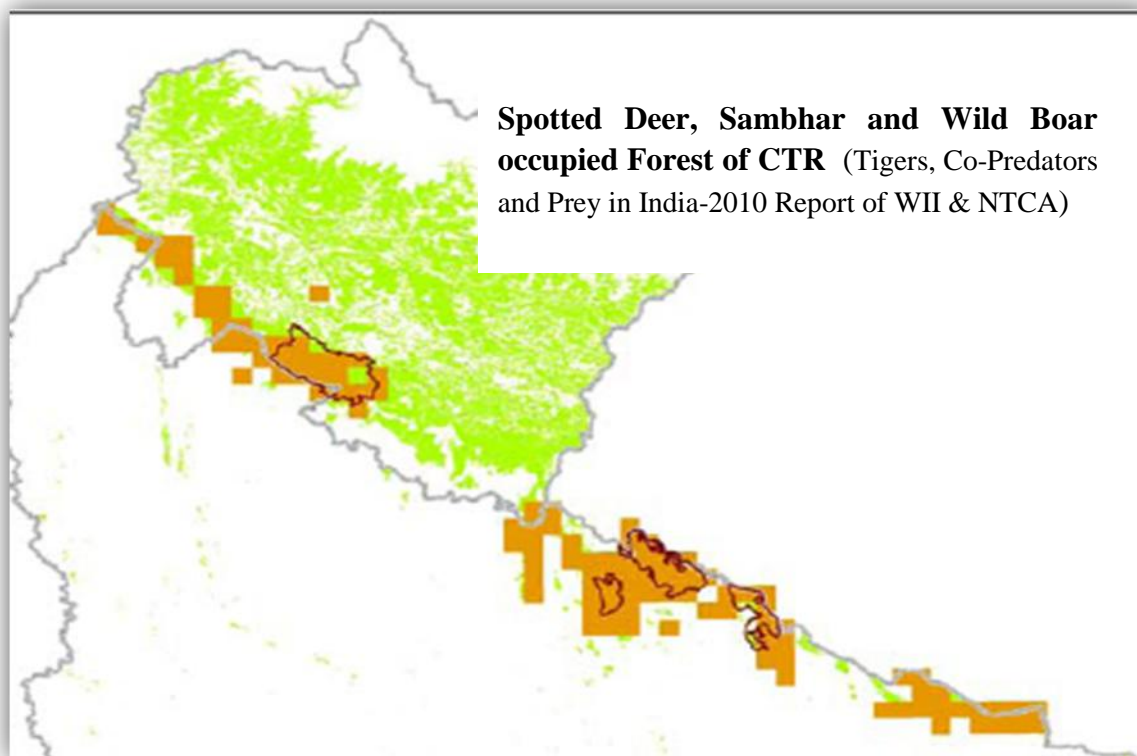 Spotted Deer, Sambhar and Wild Boar
occupied Forest of CTR (Tigers, Co-Predators
and Prey in India-2010 Report of WII & NTCA)